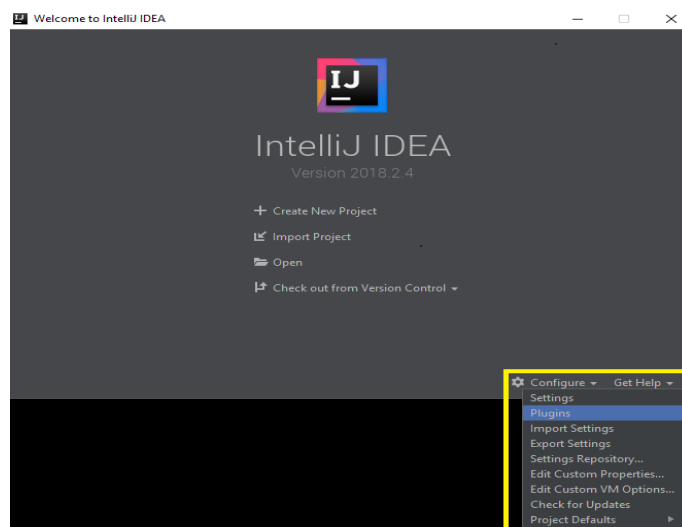 Welcome to IntelliJ IDEA
IJ
IntelliJ IDEA
Version 2018.2.4
Create New Project
Import Project
Open
Check out from Version Control
Configure Get Help
Settings
Plugins
Import Settings
Export Settings
Settings Repository...
Edit Custom Properties...
Edit Custom VM Options...
Check for Updates
Project Defaults